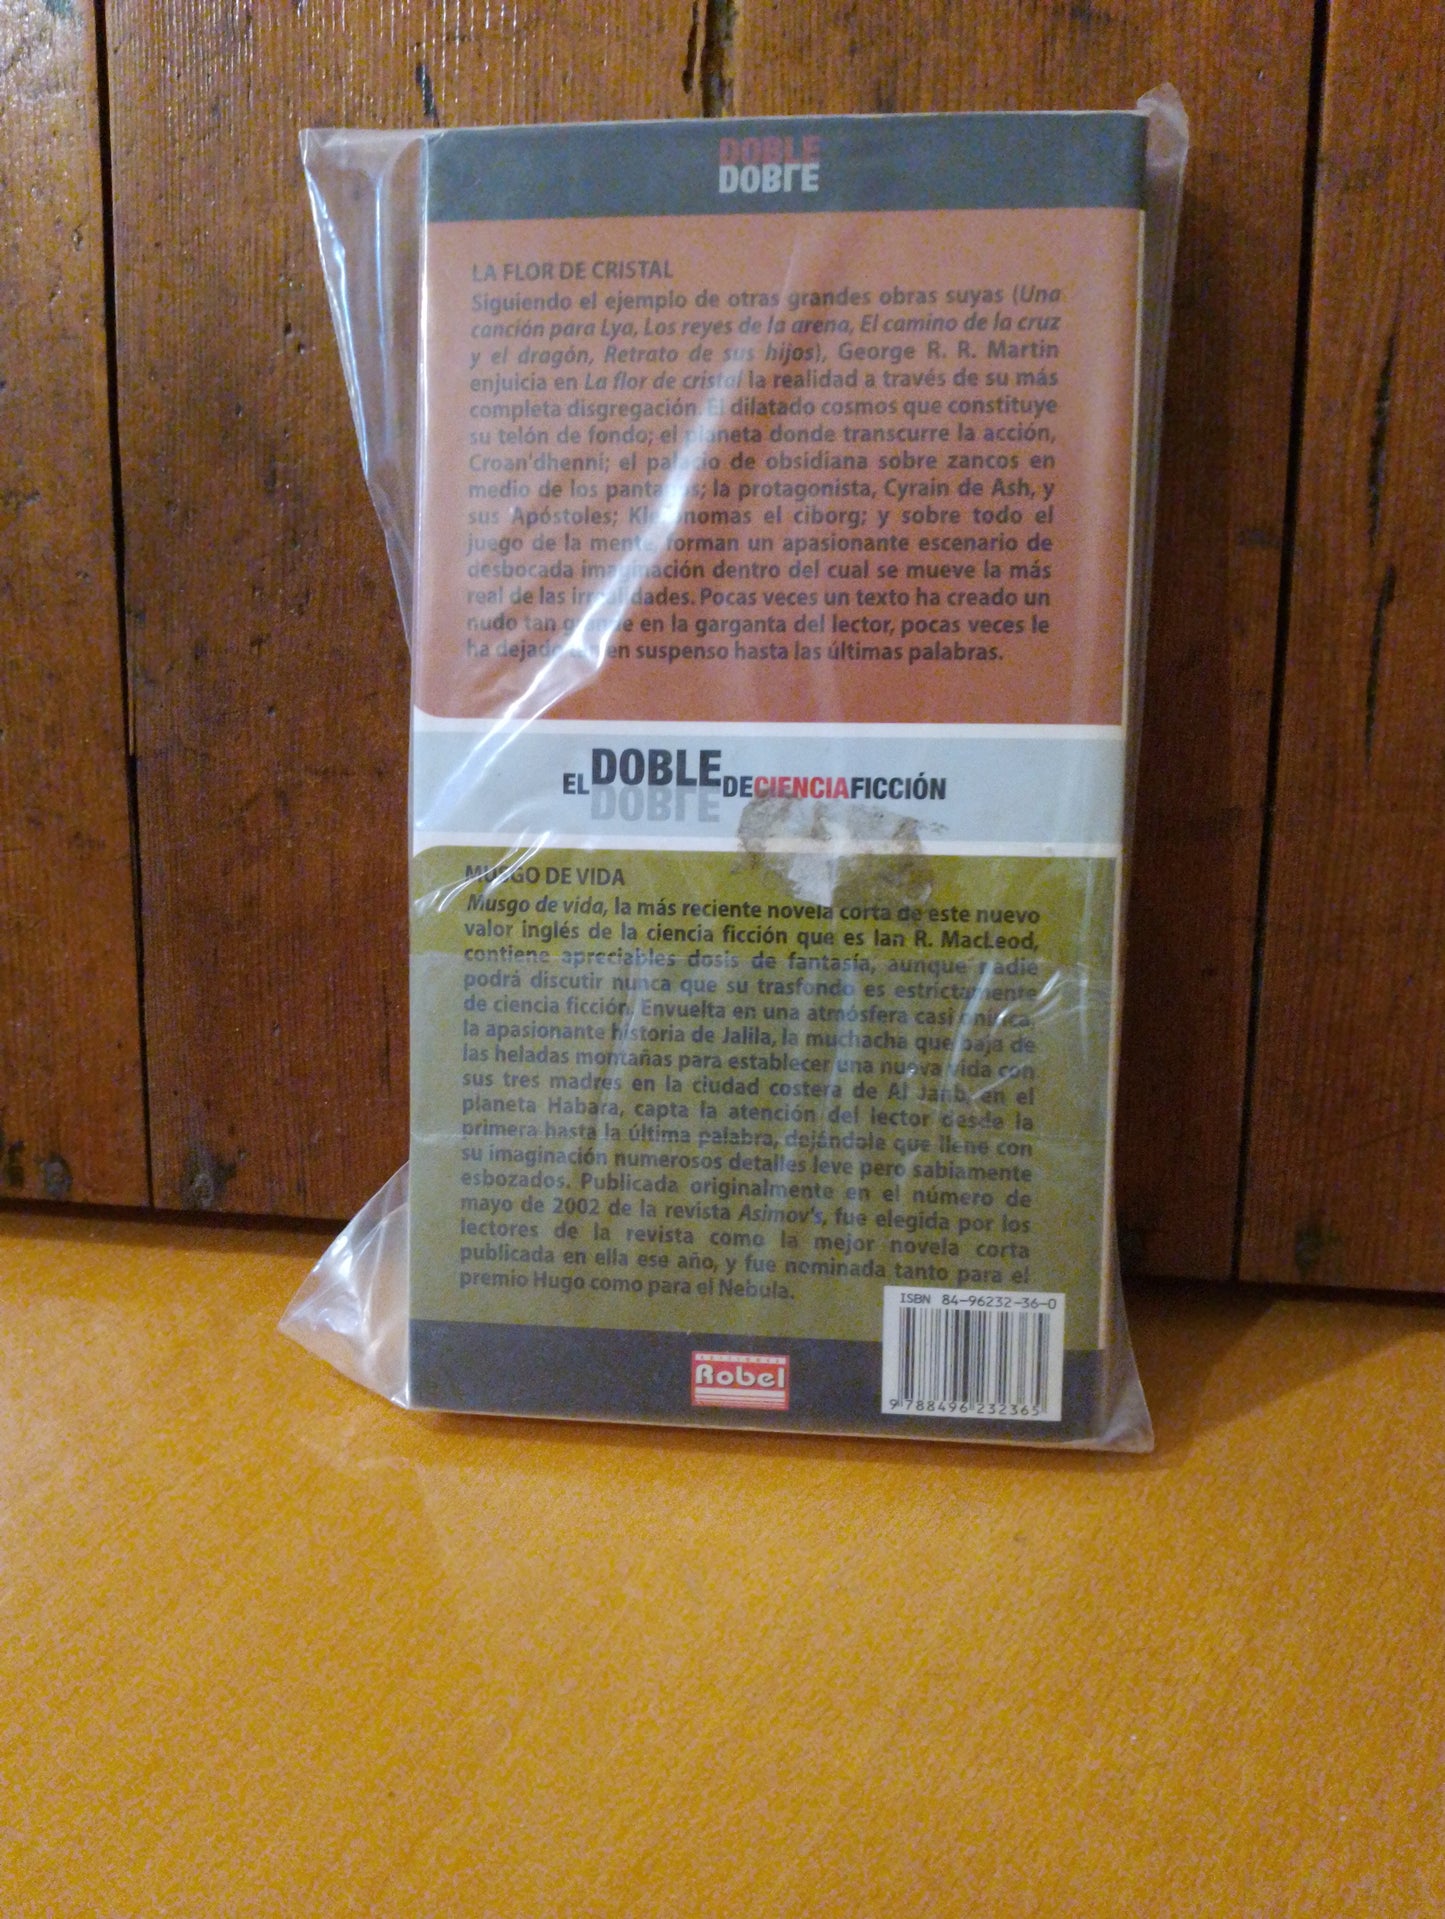 DOBLE
DOBLE
LA FLOR DE CRISTAL
Siguiendo el ejemplo de otras grandes obras suyas (Una
canción para Lya, Los reyes de la arena, El camino de la cruz
y el dragón, Retrato de sus hijos), George R. R. Martin
enjuicia en La flor de cristal la realidad a través de su más
completa disgregación. El dilatado cosmos que constituye
su telón de fondo; el planeta donde transcurre la acción,
Croan'dhenni; el palacio de obsidiana sobre zancos en
medio de los pantanos; la protagonista, Cyrain de Ash, y
sus Apóstoles; Kleronomas el ciborg; y sobre todo el
juego de la mente, forman un apasionante escenario de
desbocada imaginación dentro del cual se mueve la más
real de las irrealidades. Pocas veces un texto ha creado un
nudo tan grande en la garganta del lector, pocas veces le
ha dejado tan en suspenso hasta las últimas palabras.
EL DOBLE DE CIENCIA FICCIÓN
DOBLE
MUSGO DE VIDA
Musgo de vida, la más reciente novela corta de este nuevo
valor inglés de la ciencia ficción que es Ian R. MacLeod,
contiene apreciables dosis de fantasía, aunque nadie
podrá discutir nunca que su trasfondo es estrictamente
de ciencia ficción. Envuelta en una atmósfera casi onírica,
la apasionante historia de Jalila, la muchacha que baja de
las heladas montañas para establecer una nueva vida con
sus tres madres en la ciudad costera de Al Janb, en el
planeta Habara, capta la atención del lector desde la
primera hasta la última palabra, dejándole que llene con
su imaginación numerosos detalles leve pero sabiamente
esbozados. Publicada originalmente en el número de
mayo de 2002 de la revista Asimov's, fue elegida por los
lectores de la revista como la mejor novela corta
publicada en ella ese año, y fue nominada tanto para el
premio Hugo como para el Nebula.
ISBN 84-96232-36-0
EDICIONES
Robel
9 788496 232365